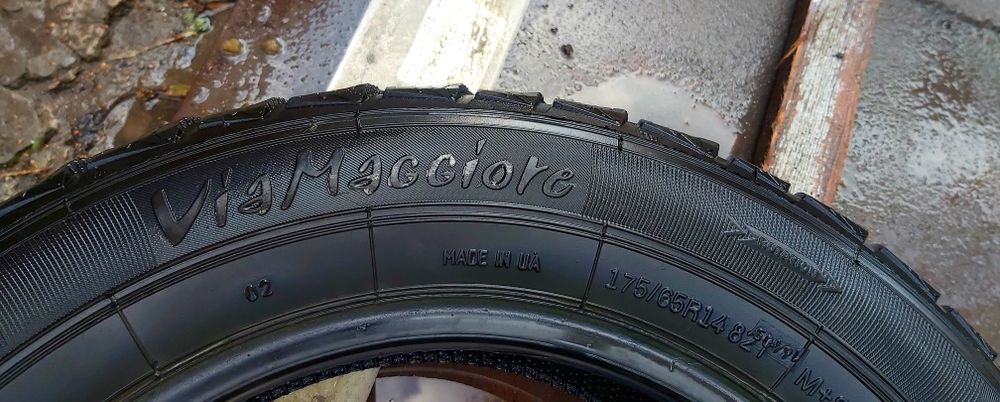 ViaMaggiore
02
MADE IN UA
175/65R14 82T